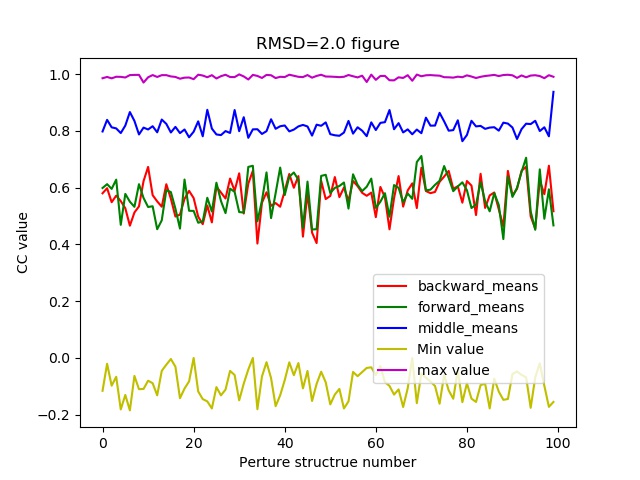 RMSD=2.0 figure
CC value
1.0
0.8
0.6
0.4
0.2
0.0
−0.2
backward_means
forward_means
middle_means
Min value
max value
0
20
40
60
80
100
Perture structrue number